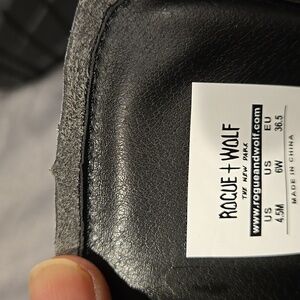 ROGUE + WOLF
THE NEW DARK
www.rogueandwolf.com
US US EU
4.5M 6W 36.5
MADE IN CHINA